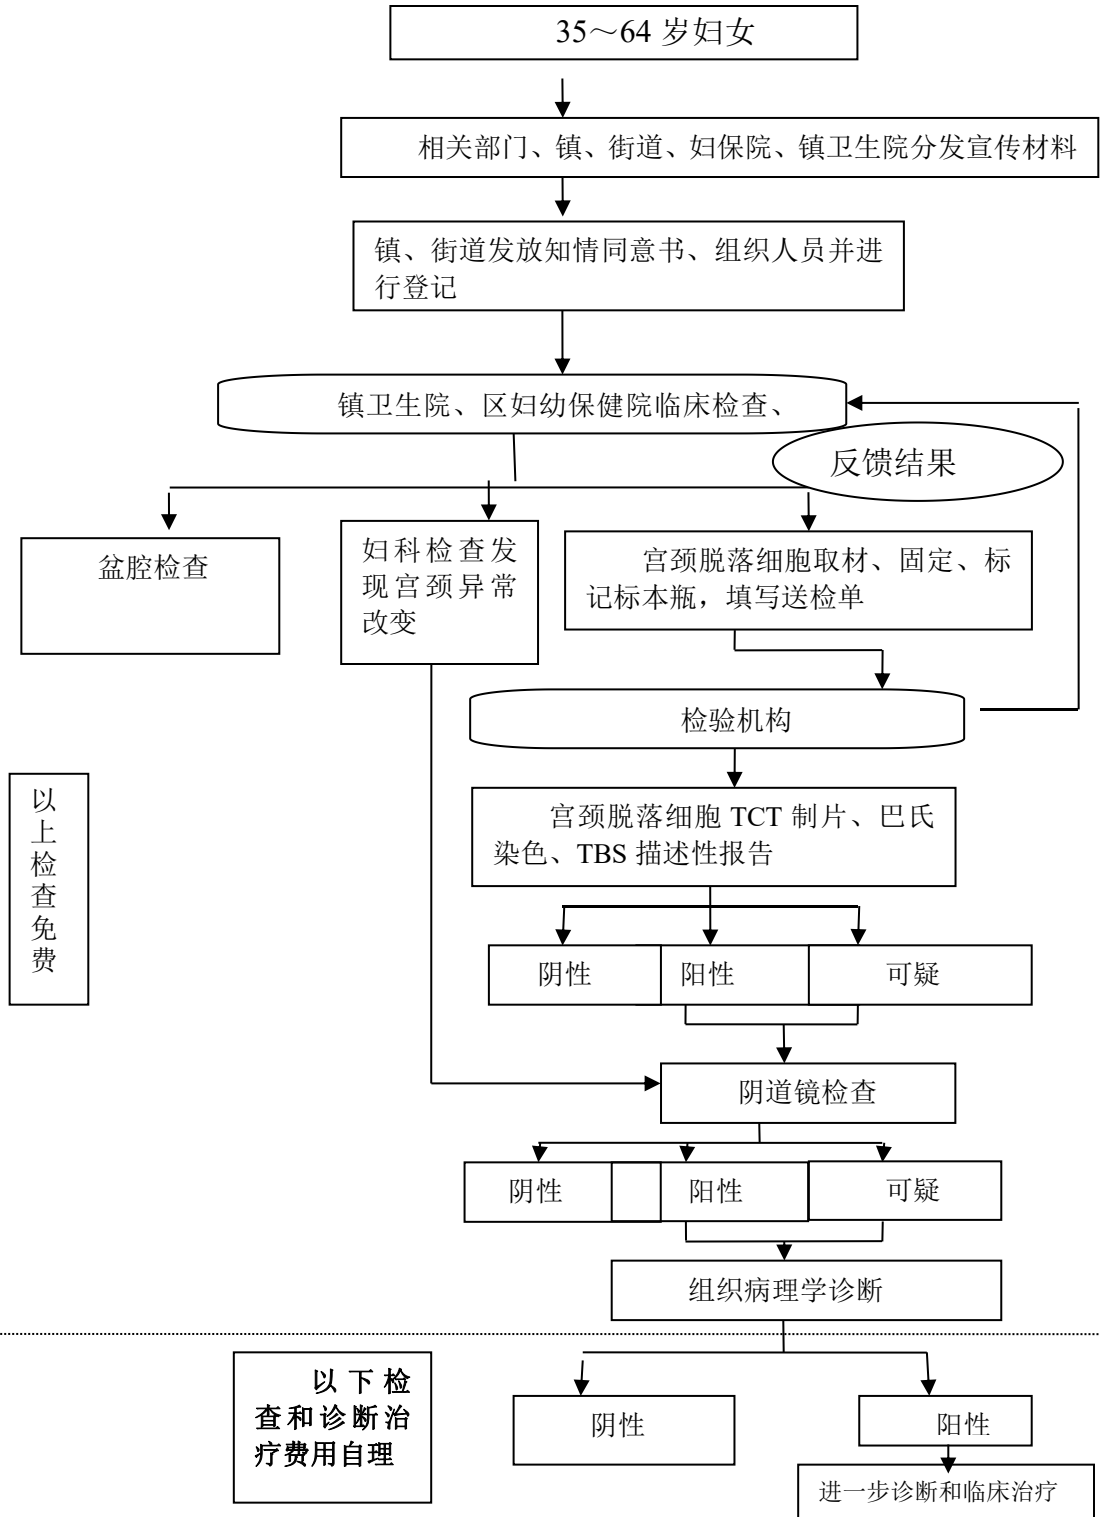 35～64 岁妇女
相关部门、镇、街道、妇保院、镇卫生院分发宣传材料
镇、街道发放知情同意书、组织人员并进
行登记
镇卫生院、区妇幼保健院临床检查、
反馈结果
盆腔检查
妇科检查发
现宫颈异常
改变
宫颈脱落细胞取材、固定、标
记标本瓶，填写送检单
检验机构
以
上
检
查
免
费
宫颈脱落细胞 TCT 制片、巴氏
染色、TBS 描述性报告
阴性
阳性
可疑
阴道镜检查
阴性
阳性
可疑
组织病理学诊断
以下检
查和诊断治
疗费用自理
阴性
阳性
进一步诊断和临床治疗